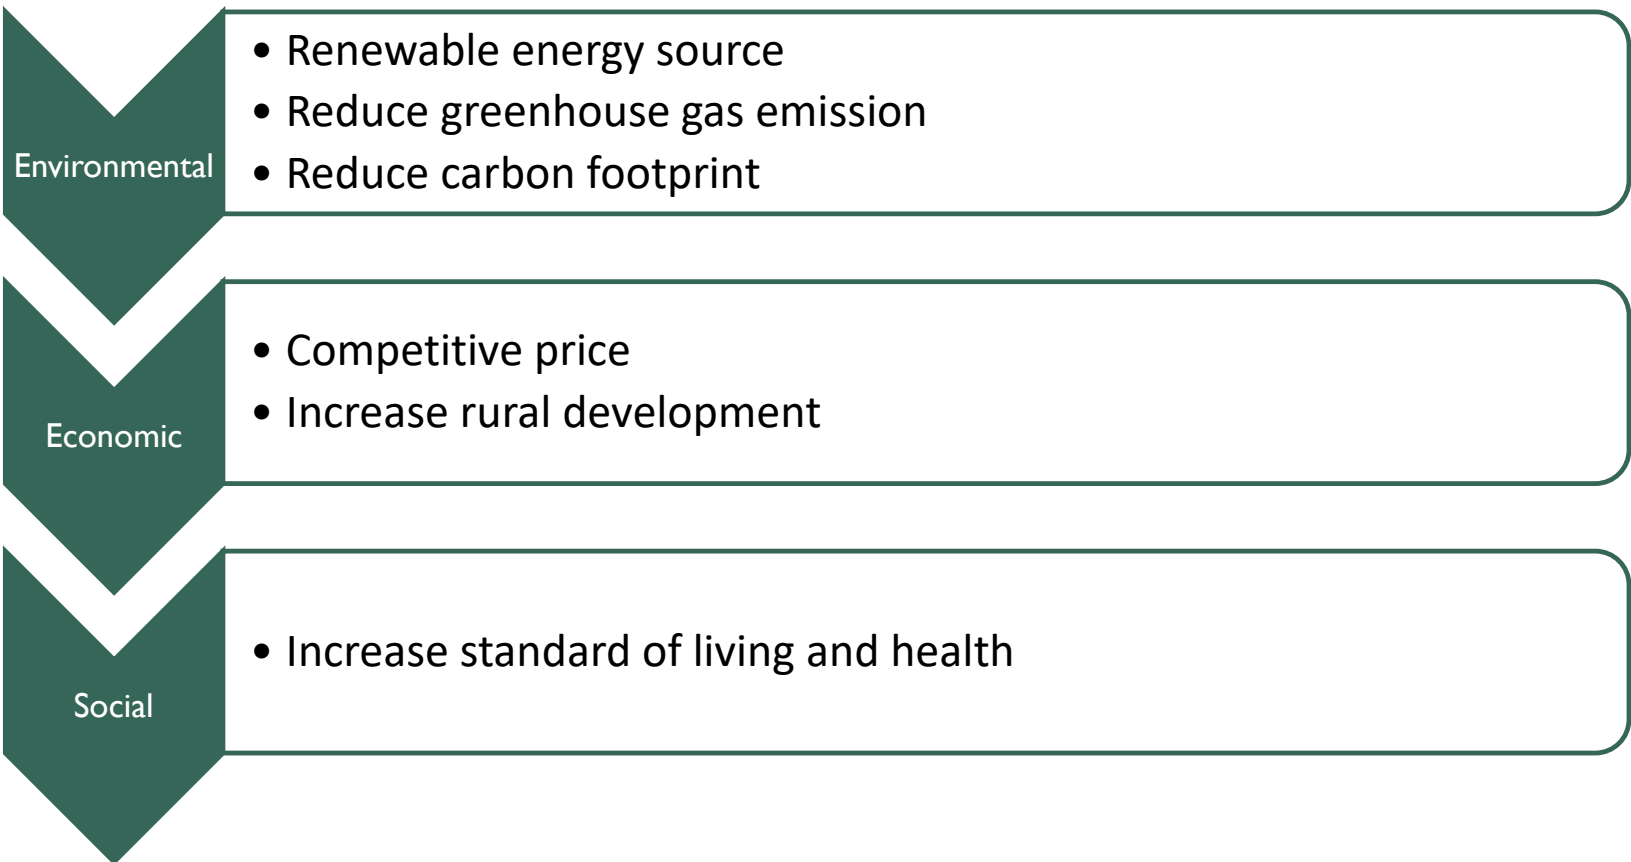 Environmental
• Renewable energy source
• Reduce greenhouse gas emission
• Reduce carbon footprint
Economic
• Competitive price
• Increase rural development
Social
• Increase standard of living and health